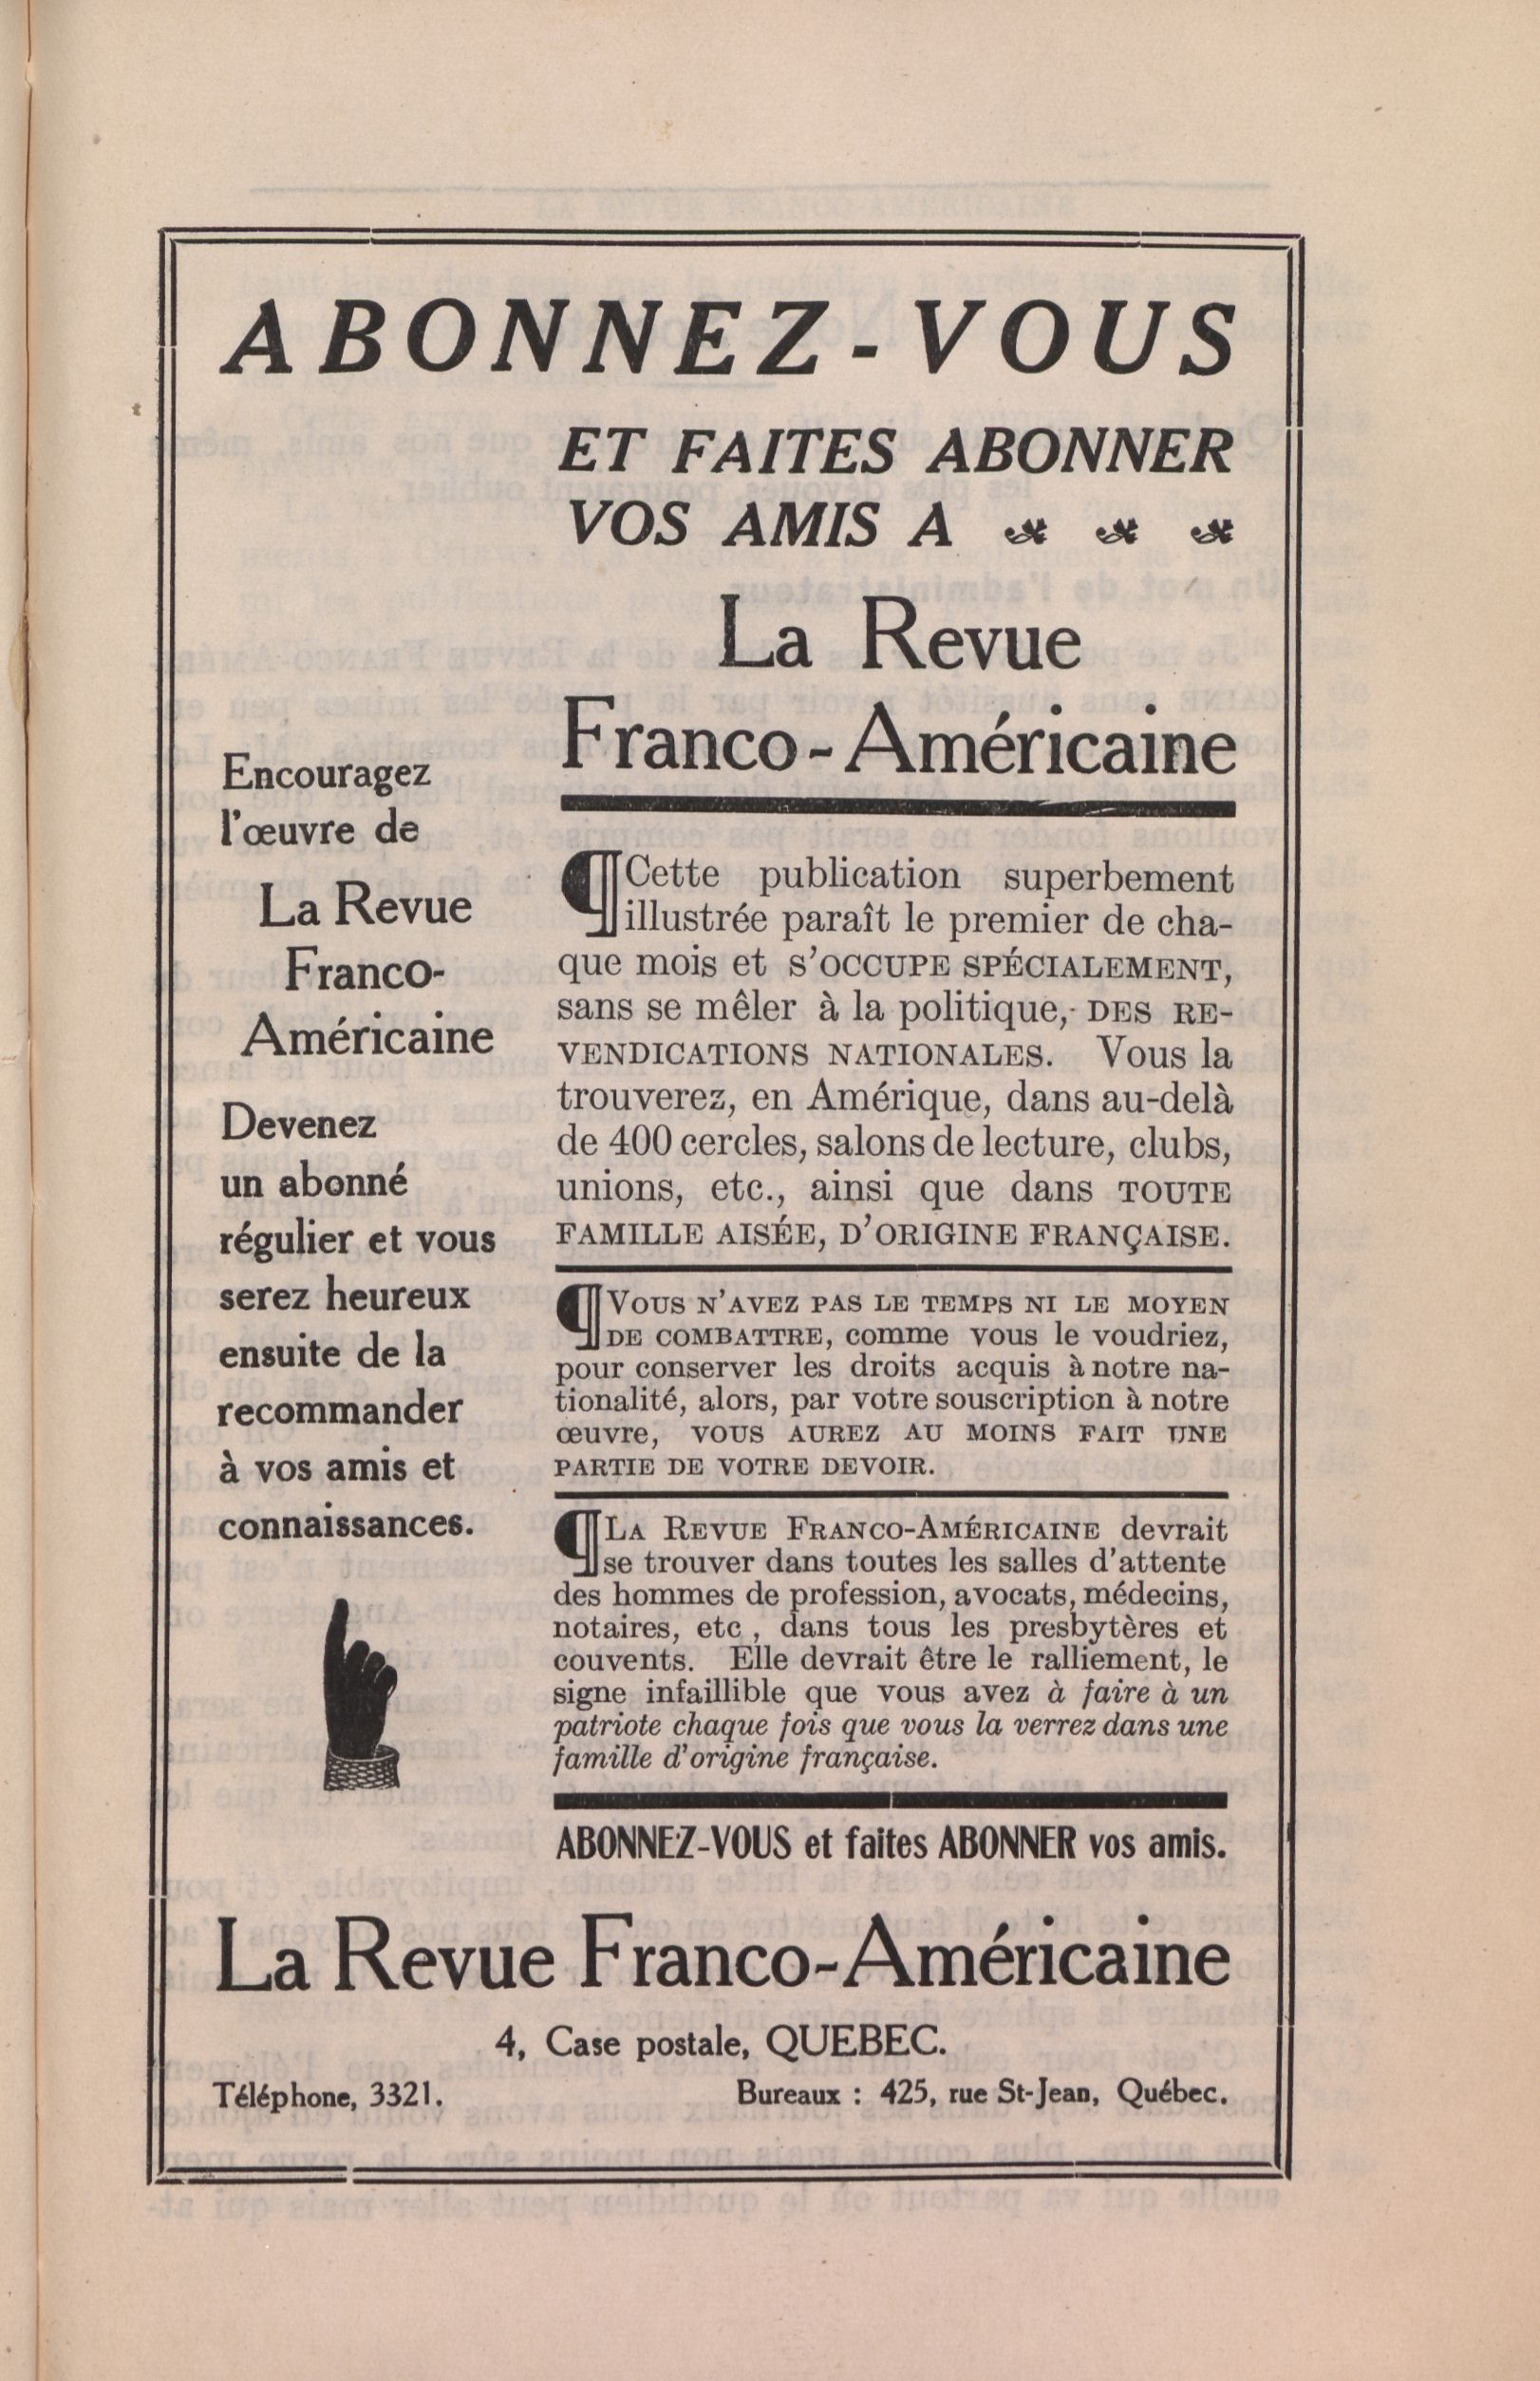 ABONNEZ-VOUS
ET FAITES ABONNER
VOS AMIS A
La Revue
Franco-Américaine
Encouragez
l'œuvre de
La Revue
Franco-
Américaine
Devenez
un abonné
régulier et vous
serez heureux
ensuite de la
recommander
à vos amis et
connaissances.
¶Cette publication superbement
illustrée paraît le premier de cha-
que mois et S'OCCUPE SPÉCIALEMENT,
sans se mêler à la politique, DES RE-
VENDICATIONS NATIONALES. Vous la
trouverez, en Amérique, dans au-delà
de 400 cercles, salons de lecture, clubs,
unions, etc., ainsi que dans TOUTE
FAMILLE AISÉE, D'ORIGINE FRANÇAISE.
¶VOUS N'AVEZ PAS LE TEMPS NI LE MOYEN
DE COMBATTRE, comme vous le voudriez,
pour conserver les droits acquis à notre na-
tionalité, alors, par votre souscription à notre
œuvre, VOUS AUREZ AU MOINS FAIT UNE
PARTIE DE VOTRE DEVOIR.
¶LA REVUE FRANCO-AMÉRICAINE devrait
se trouver dans toutes les salles d'attente
des hommes de profession, avocats, médecins,
notaires, etc , dans tous les presbytères et
couvents. Elle devrait être le ralliement, le
signe infaillible que vous avez à faire à un
patriote chaque fois que vous la verrez dans une
famille d'origine française.
ABONNEZ-VOUS et faites ABONNER vos amis.
La Revue Franco-Américaine
4, Case postale, QUEBEC.
Téléphone, 3321. Bureaux : 425, rue St-Jean, Québec.